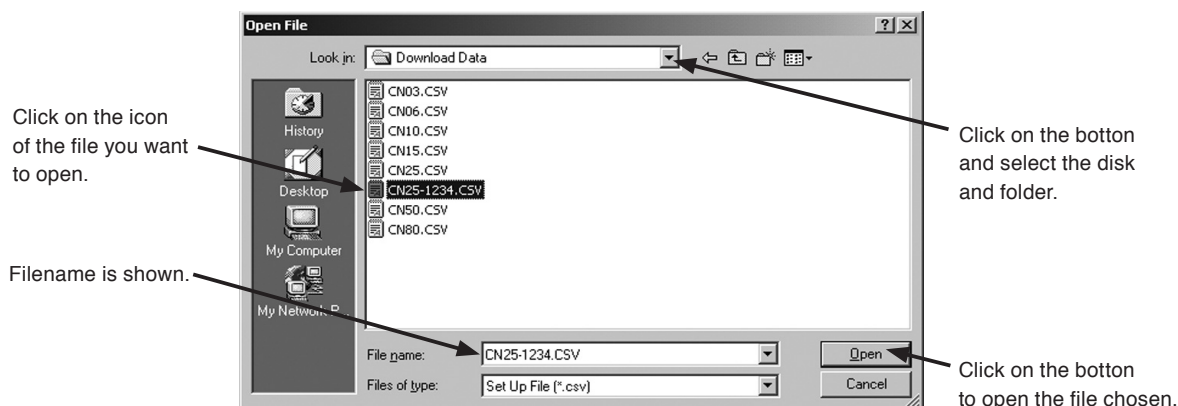 Open File
Look in:
Download Data
History
Desktop
My Computer
My Network P...
CN03.CSV
CN06.CSV
CN10.CSV
CN15.CSV
CN25.CSV
CN25-1234.CSV
CN50.CSV
CN80.CSV
File name:
CN25-1234.CSV
Open
Files of type:
Set Up File (*.csv)
Cancel
Click on the icon
of the file you want
to open.
Filename is shown.
Click on the botton
and select the disk
and folder.
Click on the botton
to open the file chosen.